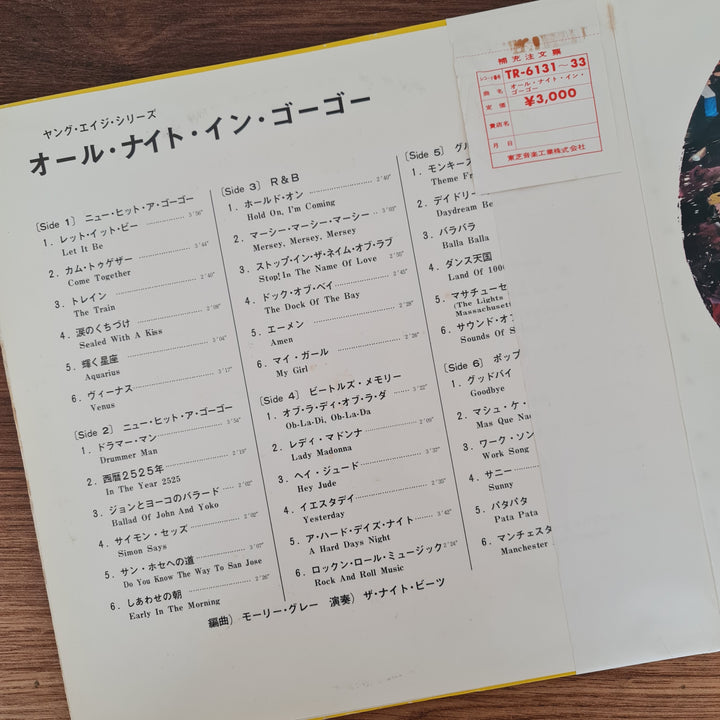 ヤング・エイジ・シリーズ
オール・ナイト・イン・ゴーゴー
〔Side 1〕 ニュー・ヒット・ア・ゴーゴー
1. レット・イット・ビー 3'56"
Let It Be
2. カム・トゥゲザー 3'44"
Come Together
3. トレイン 2'40"
The Train
4. 涙のくちづけ 2'09"
Sealed With A Kiss
5. 輝く星座 3'04"
Aquarius
6. ヴィーナス 3'17"
Venus
〔Side 2〕 ニュー・ヒット・ア・ゴーゴー
1. ドラマー・マン
Drummer Man
2. 西暦2525年
In The Year 2525
3. ジョンとヨーコのバラード 2'02"
Ballad Of John And Yoko
4. サイモン・セッズ 2'02"
Simon Says
5. サン・ホセへの道 3'07"
Do You Know The Way To San Jose
6. しあわせの朝 2'26"
Early In The Morning
〔Side 3〕 R&B
1. ホールド・オン 2'40"
Hold On, I'm Coming
2. マーシー・マーシー・マーシー 3'03"
Mersey, Mersey, Mersey
3. ストップ・イン・ザ・ネイム・オブ・ラブ
Stop! In The Name Of Love 2'55"
4. ドック・オブ・ベイ 2'45"
The Dock Of The Bay
5. エーメン 2'28"
Amen
6. マイ・ガール 2'36"
My Girl
〔Side 4〕 ビートルズ・メモリー
1. オブ・ラ・ディ・オブ・ラ・ダ 3'22"
Ob-La-Di, Ob-La-Da
2. レディ・マドンナ 2'09"
Lady Madonna
3. ヘイ・ジュード 3'37"
Hey Jude
4. イエスタデイ 2'35"
Yesterday
5. ア・ハード・デイズ・ナイト 3'42"
A Hard Days Night
6. ロックン・ロール・ミュージック 2'24"
Rock And Roll Music
〔Side 5〕 グル
1. モンキーズ
Theme Fr
2. デイドリー
Daydream Be
3. バラバラ
Balla Balla
4. ダンス天国
Land Of 100
5. マサチューセ
(The Lights
Massachuset
6. サウンド・オブ
Sounds Of S
〔Side 6〕 ポップ
1. グッドバイ
Goodbye
2. マシュ・ケ・
Mas Que Na
3. ワーク・ソン
Work Song
4. サニー
Sunny
5. パタパタ
Pata Pata
6. マンチェスタ
Manchester
編曲) モーリー・グレー 演奏) ザ・ナイト・ビーツ
補充注文票
レコード番号 TR-6131〜33
曲名 オール・ナイト・イン・
ゴーゴー
定価 ¥3,000
貴店名
月日
東芝音楽工業株式会社